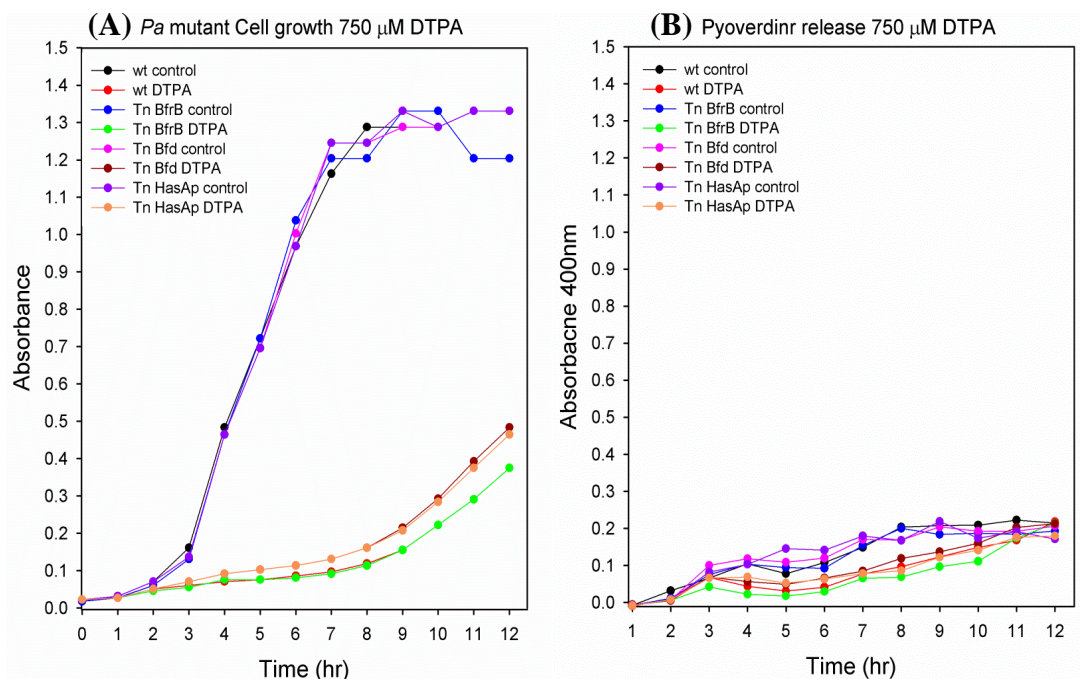 (A) Pa mutant Cell growth 750 μM DTPA
1.5
1.4
1.3
1.2
1.1
1.0
0.9
0.8
0.7
0.6
0.5
0.4
0.3
0.2
0.1
0.0
Absorbance
wt control
wt DTPA
Tn BfrB control
Tn BfrB DTPA
Tn Bfd control
Tn Bfd DTPA
Tn HasAp control
Tn HasAp DTPA
0 1 2 3 4 5 6 7 8 9 10 11 12
Time (hr)
(B) Pyoverdinr release 750 μM DTPA
1.5
1.4
1.3
1.2
1.1
1.0
0.9
0.8
0.7
0.6
0.5
0.4
0.3
0.2
0.1
0.0
Absorbacne 400nm
wt control
wt DTPA
Tn BfrB control
Tn BfrB DTPA
Tn Bfd control
Tn Bfd DTPA
Tn HasAp control
Tn HasAp DTPA
1 2 3 4 5 6 7 8 9 10 11 12
Time (hr)